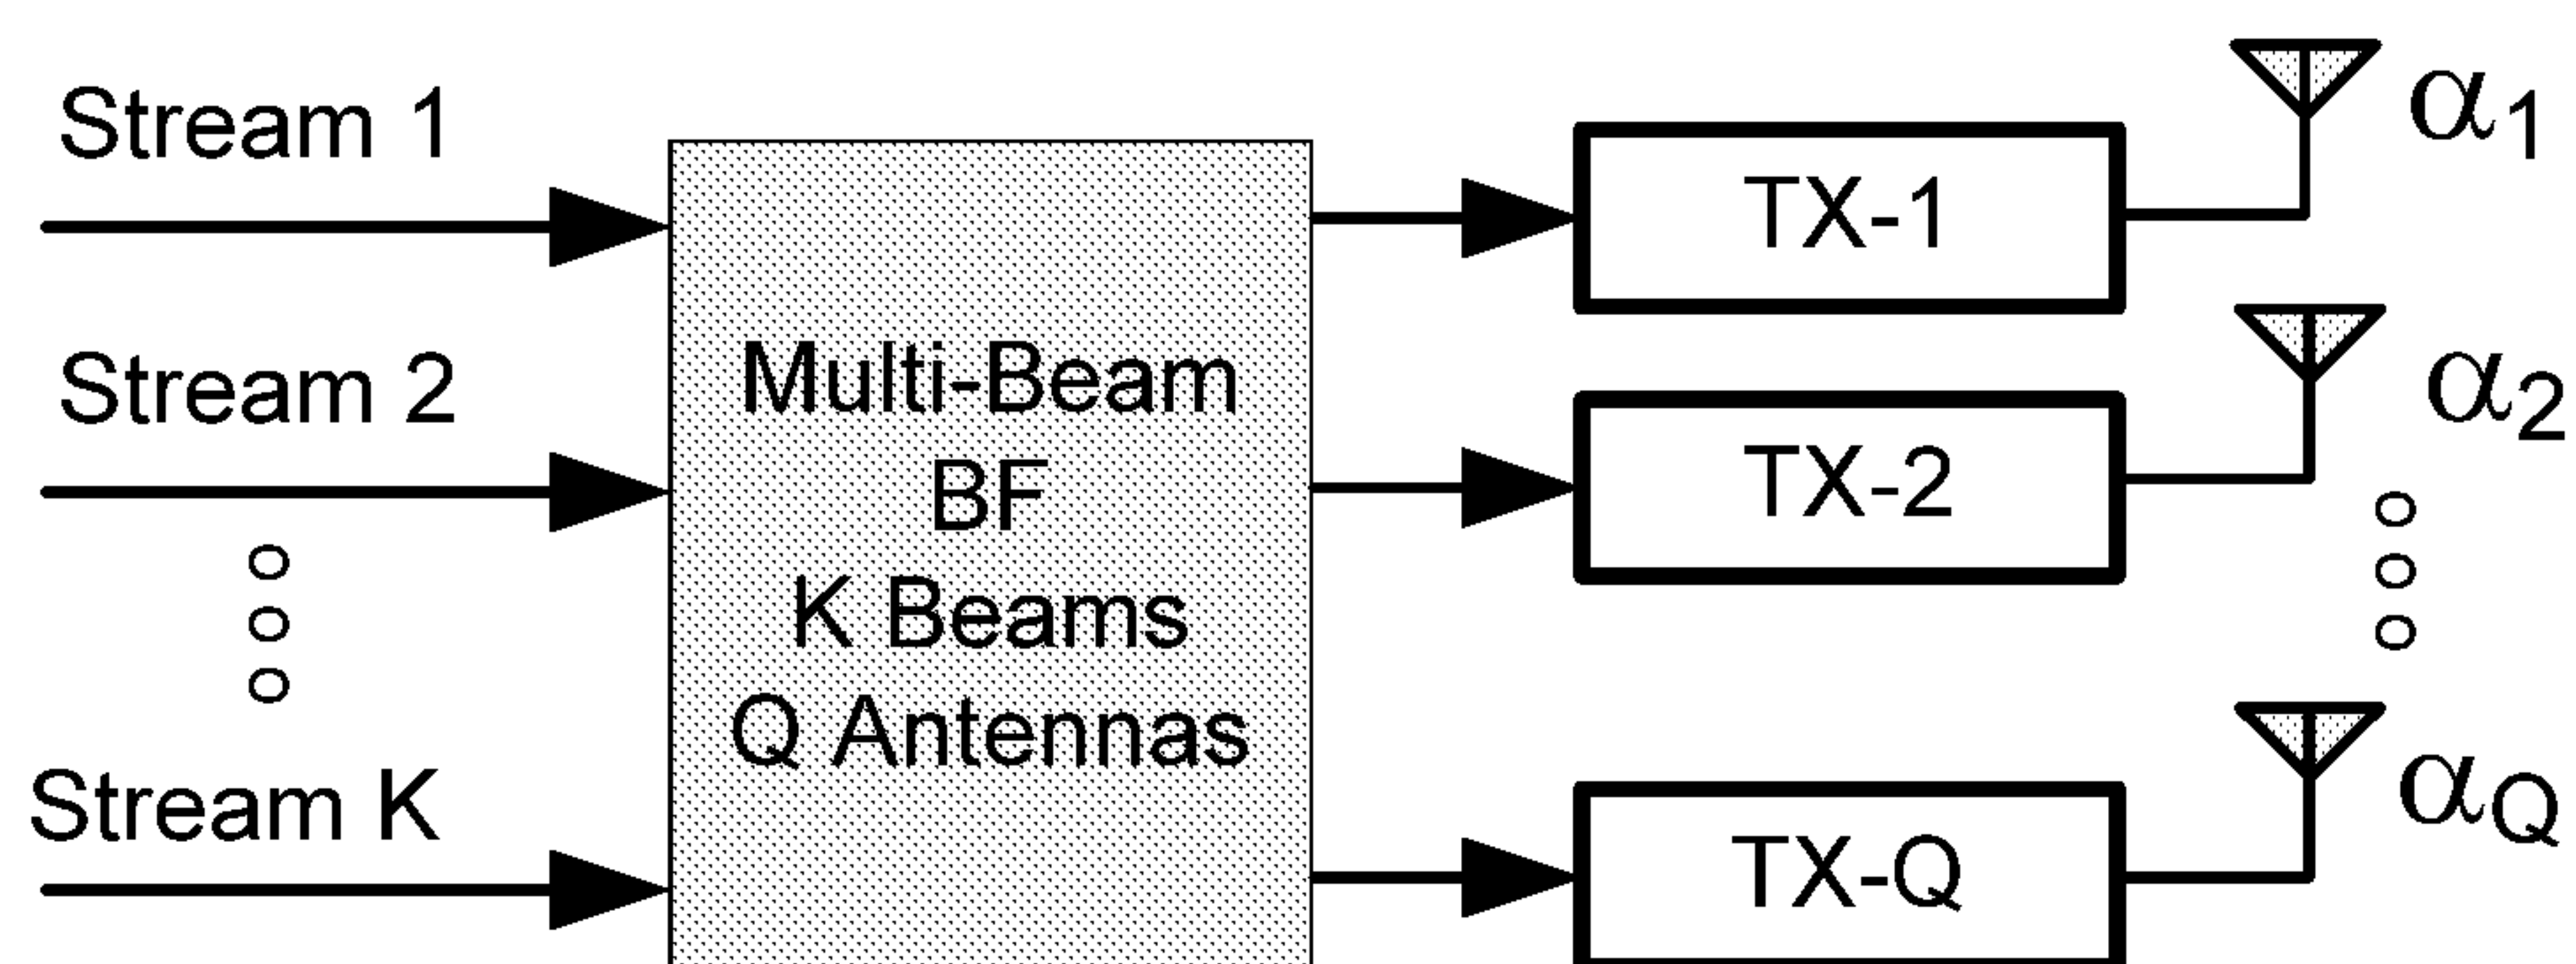 Stream 1
Stream 2
Stream K
Multi-Beam
BF
K Beams
Q Antennas
TX-1
TX-2
TX-Q
α1
α2
αQ